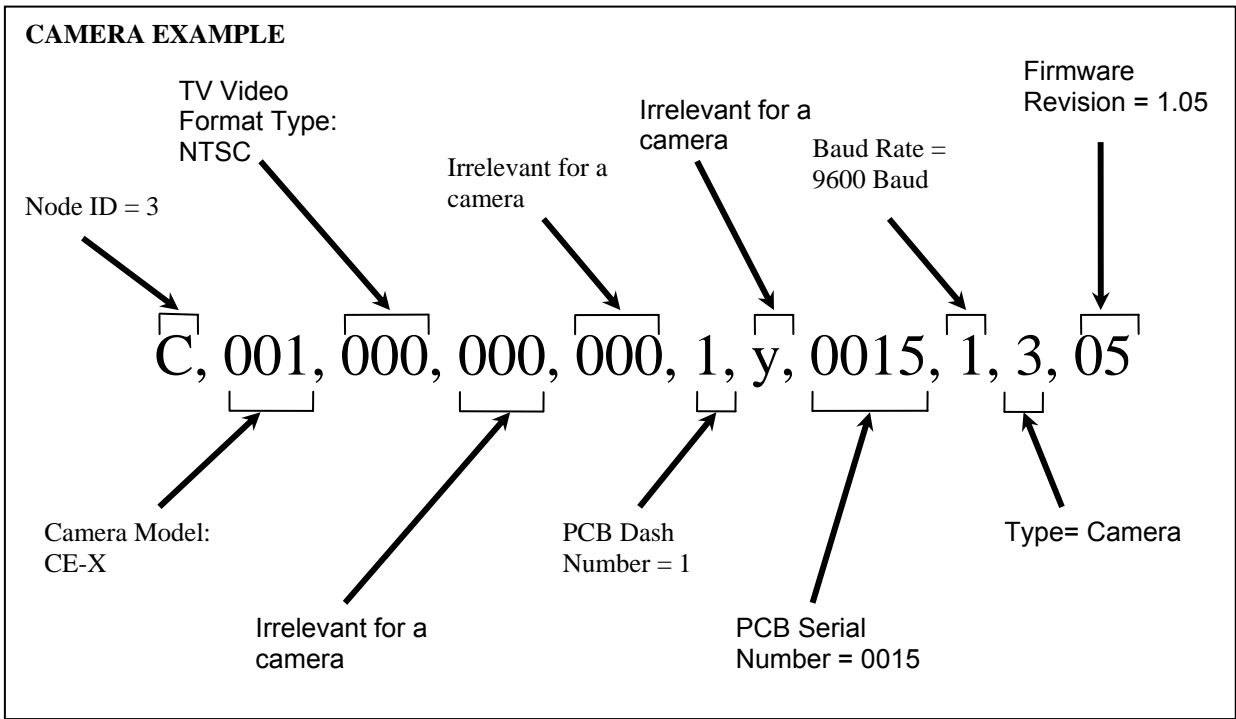 CAMERA EXAMPLE
TV Video
Format Type:
NTSC
Irrelevant for a
camera
Firmware
Revision = 1.05
Node ID = 3
Irrelevant for a
camera
Baud Rate =
9600 Baud
C, 001, 000, 000, 000, 1, y, 0015, 1, 3, 05
Camera Model:
CE-X
PCB Dash
Number = 1
Type= Camera
Irrelevant for a
camera
PCB Serial
Number = 0015